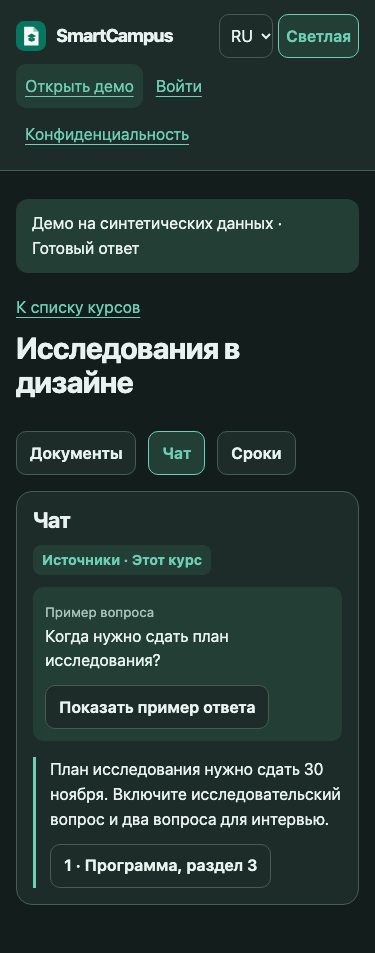 SmartCampus
RU
Светлая
Открыть демо
Войти
Конфиденциальность
Демо на синтетических данных ·
Готовый ответ
К списку курсов
Исследования в
дизайне
Документы
Чат
Сроки
Чат
Источники · Этот курс
Пример вопроса
Когда нужно сдать план
исследования?
Показать пример ответа
План исследования нужно сдать 30
ноября. Включите исследовательский
вопрос и два вопроса для интервью.
1 · Программа, раздел 3